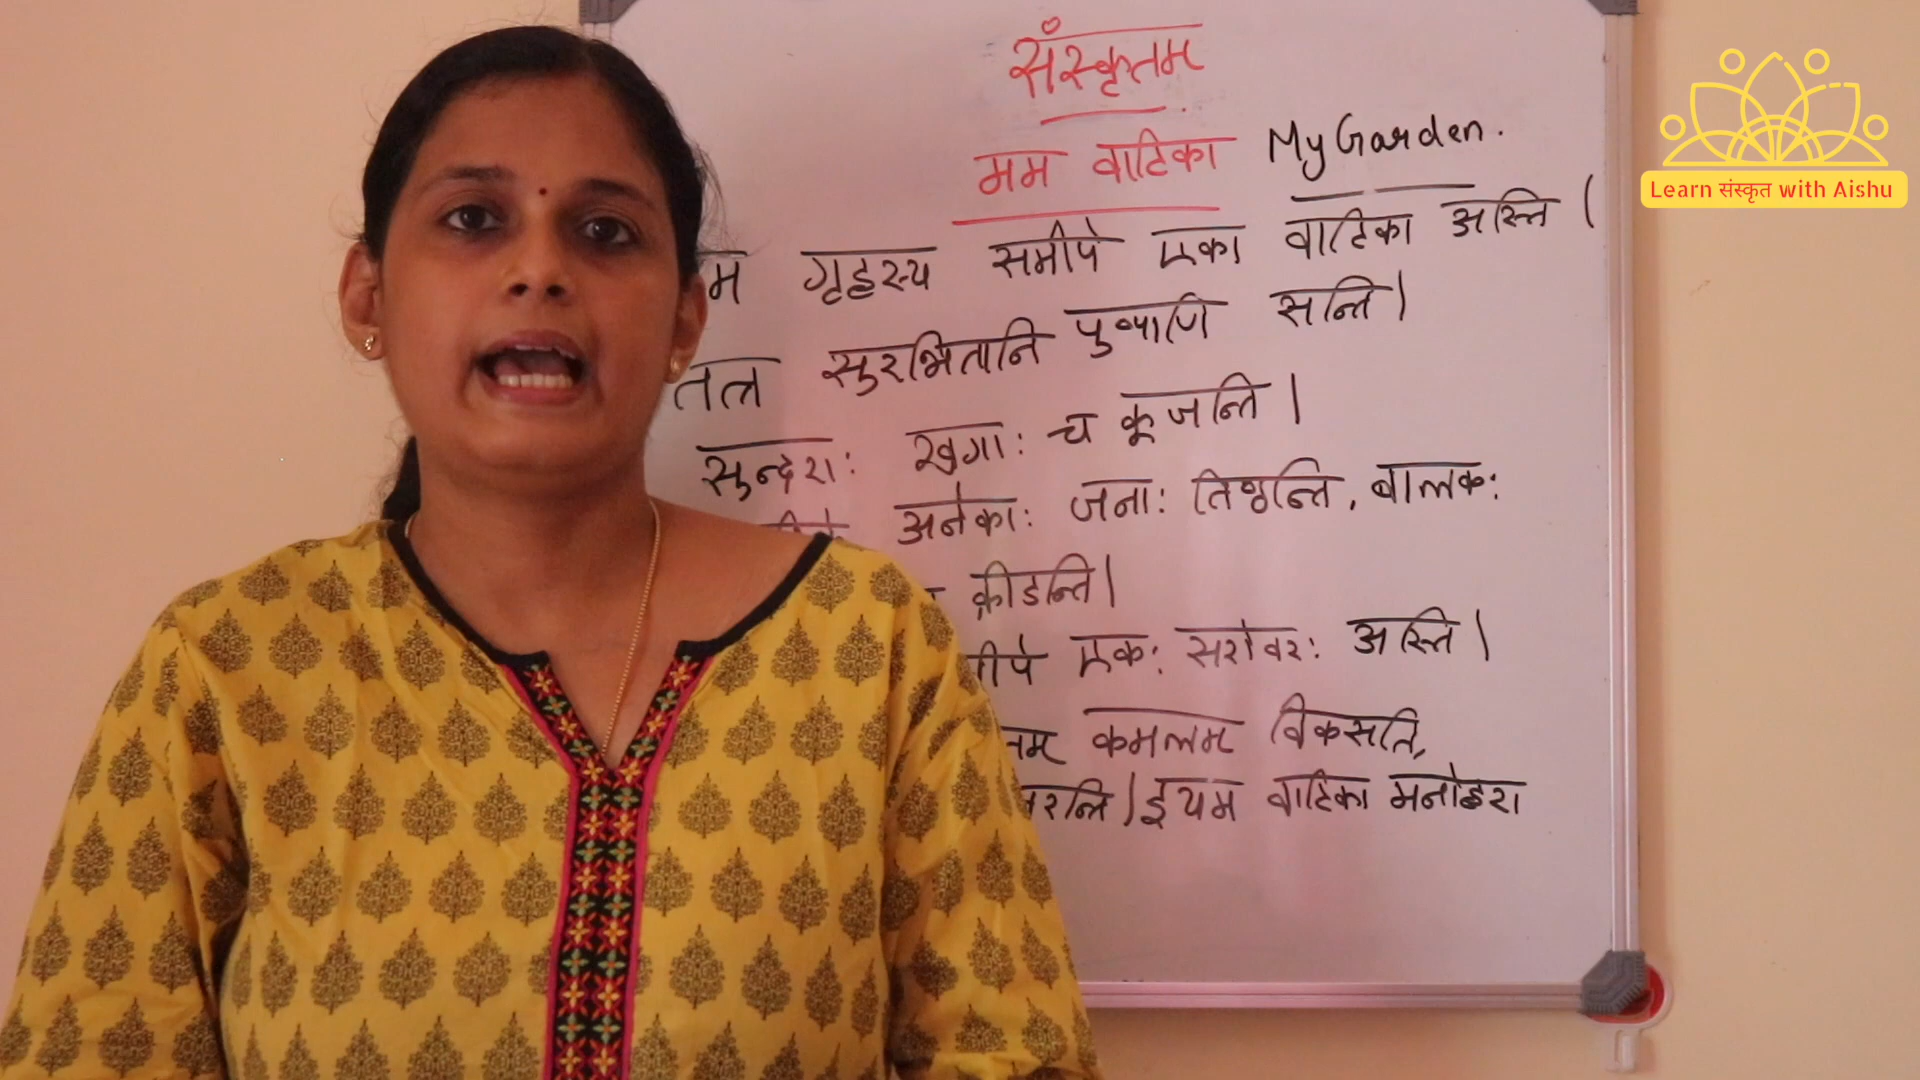 संस्कृतम
मम वाटिका My Garden.
गृहस्य समीपे एका वाटिका अस्ति |
तत्र सुरभितानि पुष्पाणि सन्ति |
सुन्दराः खगाः च कूजन्ति |
अनेकाः जनाः तिष्ठन्ति, बालकः
क्रीडन्ति |
एकः सरोवरः अस्ति |
कमलम विकसति,
| इयम वाटिका मनोहरा
Learn संस्कृत with Aishu